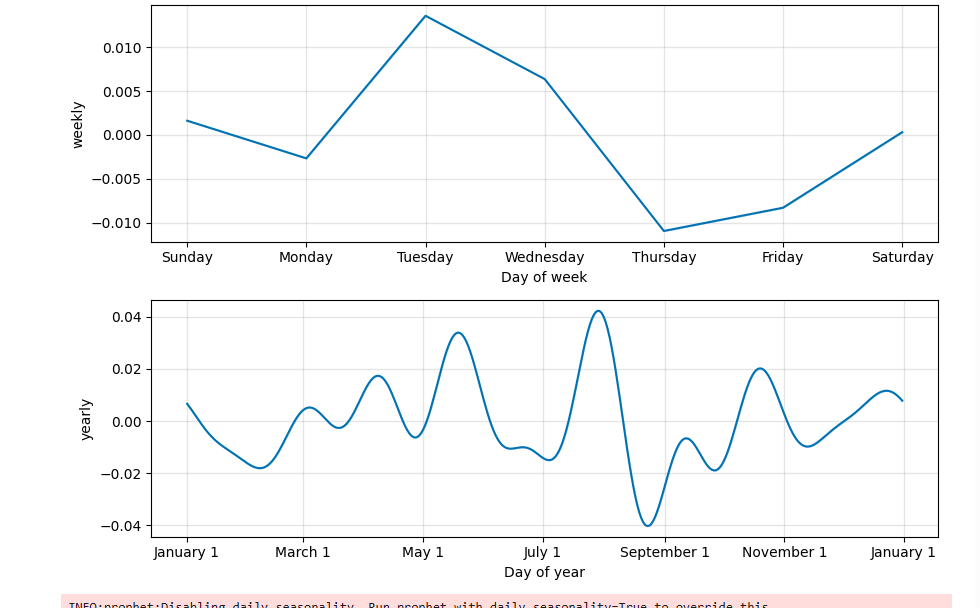 0.010
0.005
0.000
−0.005
−0.010
weekly
Sunday Monday Tuesday Wednesday Thursday Friday Saturday
Day of week
0.04
0.02
0.00
−0.02
−0.04
yearly
January 1 March 1 May 1 July 1 September 1 November 1 January 1
Day of year
INFO:prophet:Disabling daily seasonality. Run prophet with daily_seasonality=True to override this.